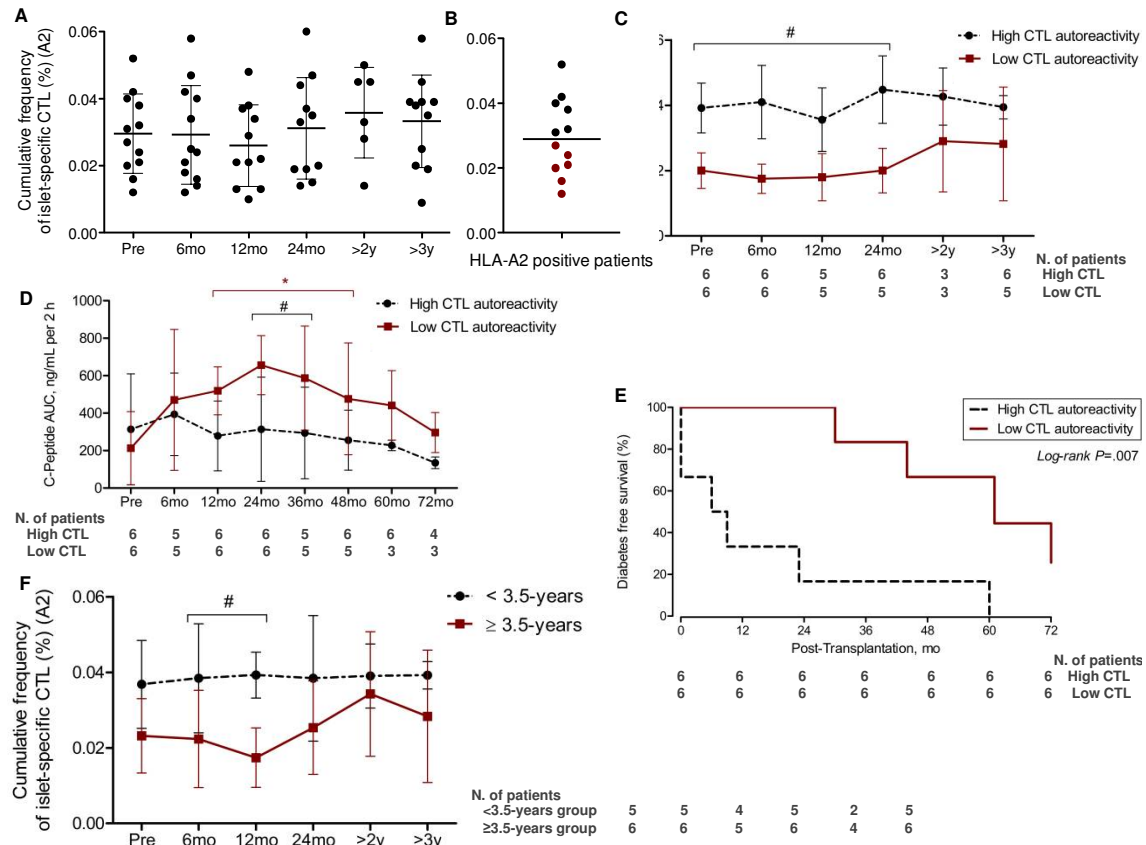 A
Cumulative frequency
of islet-specific CTL (%) (A2)
0.06
0.04
0.02
0.00
Pre 6mo 12mo 24mo >2y >3y
B
0.06
0.04
0.02
0.00
HLA-A2 positive patients
C
High CTL autoreactivity
Low CTL autoreactivity
#
6
4
2
0
Pre 6mo 12mo 24mo >2y >3y
N. of patients
6 6 5 6 3 6 High CTL
6 6 5 5 3 5 Low CTL
D
C-Peptide AUC, ng/mL per 2 h
1000
800
600
400
200
0
*
#
High CTL autoreactivity
Low CTL autoreactivity
Pre 6mo 12mo 24mo 36mo 48mo 60mo 72mo
N. of patients
High CTL 6 5 6 6 5 6 6 4
Low CTL 6 5 6 6 5 5 3 3
E
Diabetes free survival (%)
100
80
60
40
20
0
High CTL autoreactivity
Low CTL autoreactivity
Log-rank P=.007
0 12 24 36 48 60 72
Post-Transplantation, mo
N. of patients
6 6 6 6 6 6 6 High CTL
6 6 6 6 6 6 6 Low CTL
F
Cumulative frequency
of islet-specific CTL (%) (A2)
0.06
0.04
0.02
0.00
#
< 3.5-years
≥ 3.5-years
Pre 6mo 12mo 24mo >2y >3y
N. of patients
<3.5-years group 5 5 4 5 2 5
≥3.5-years group 6 6 5 6 4 6